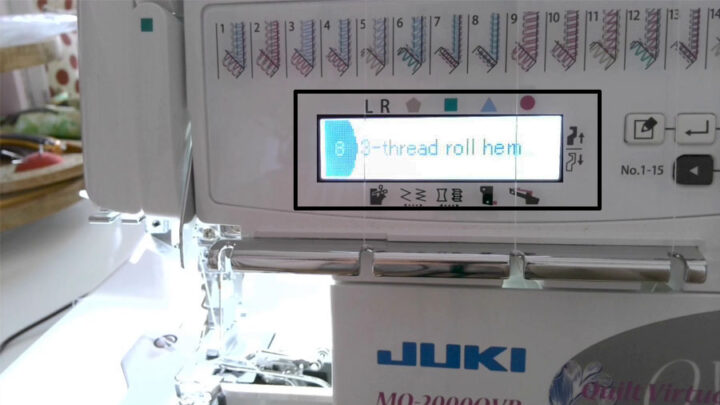 1 2 3 4 5 6 7 8 9 10 11 12 13 14
L R
8 3-thread roll hem
No.1-15
JUKI
Quilt Virtu